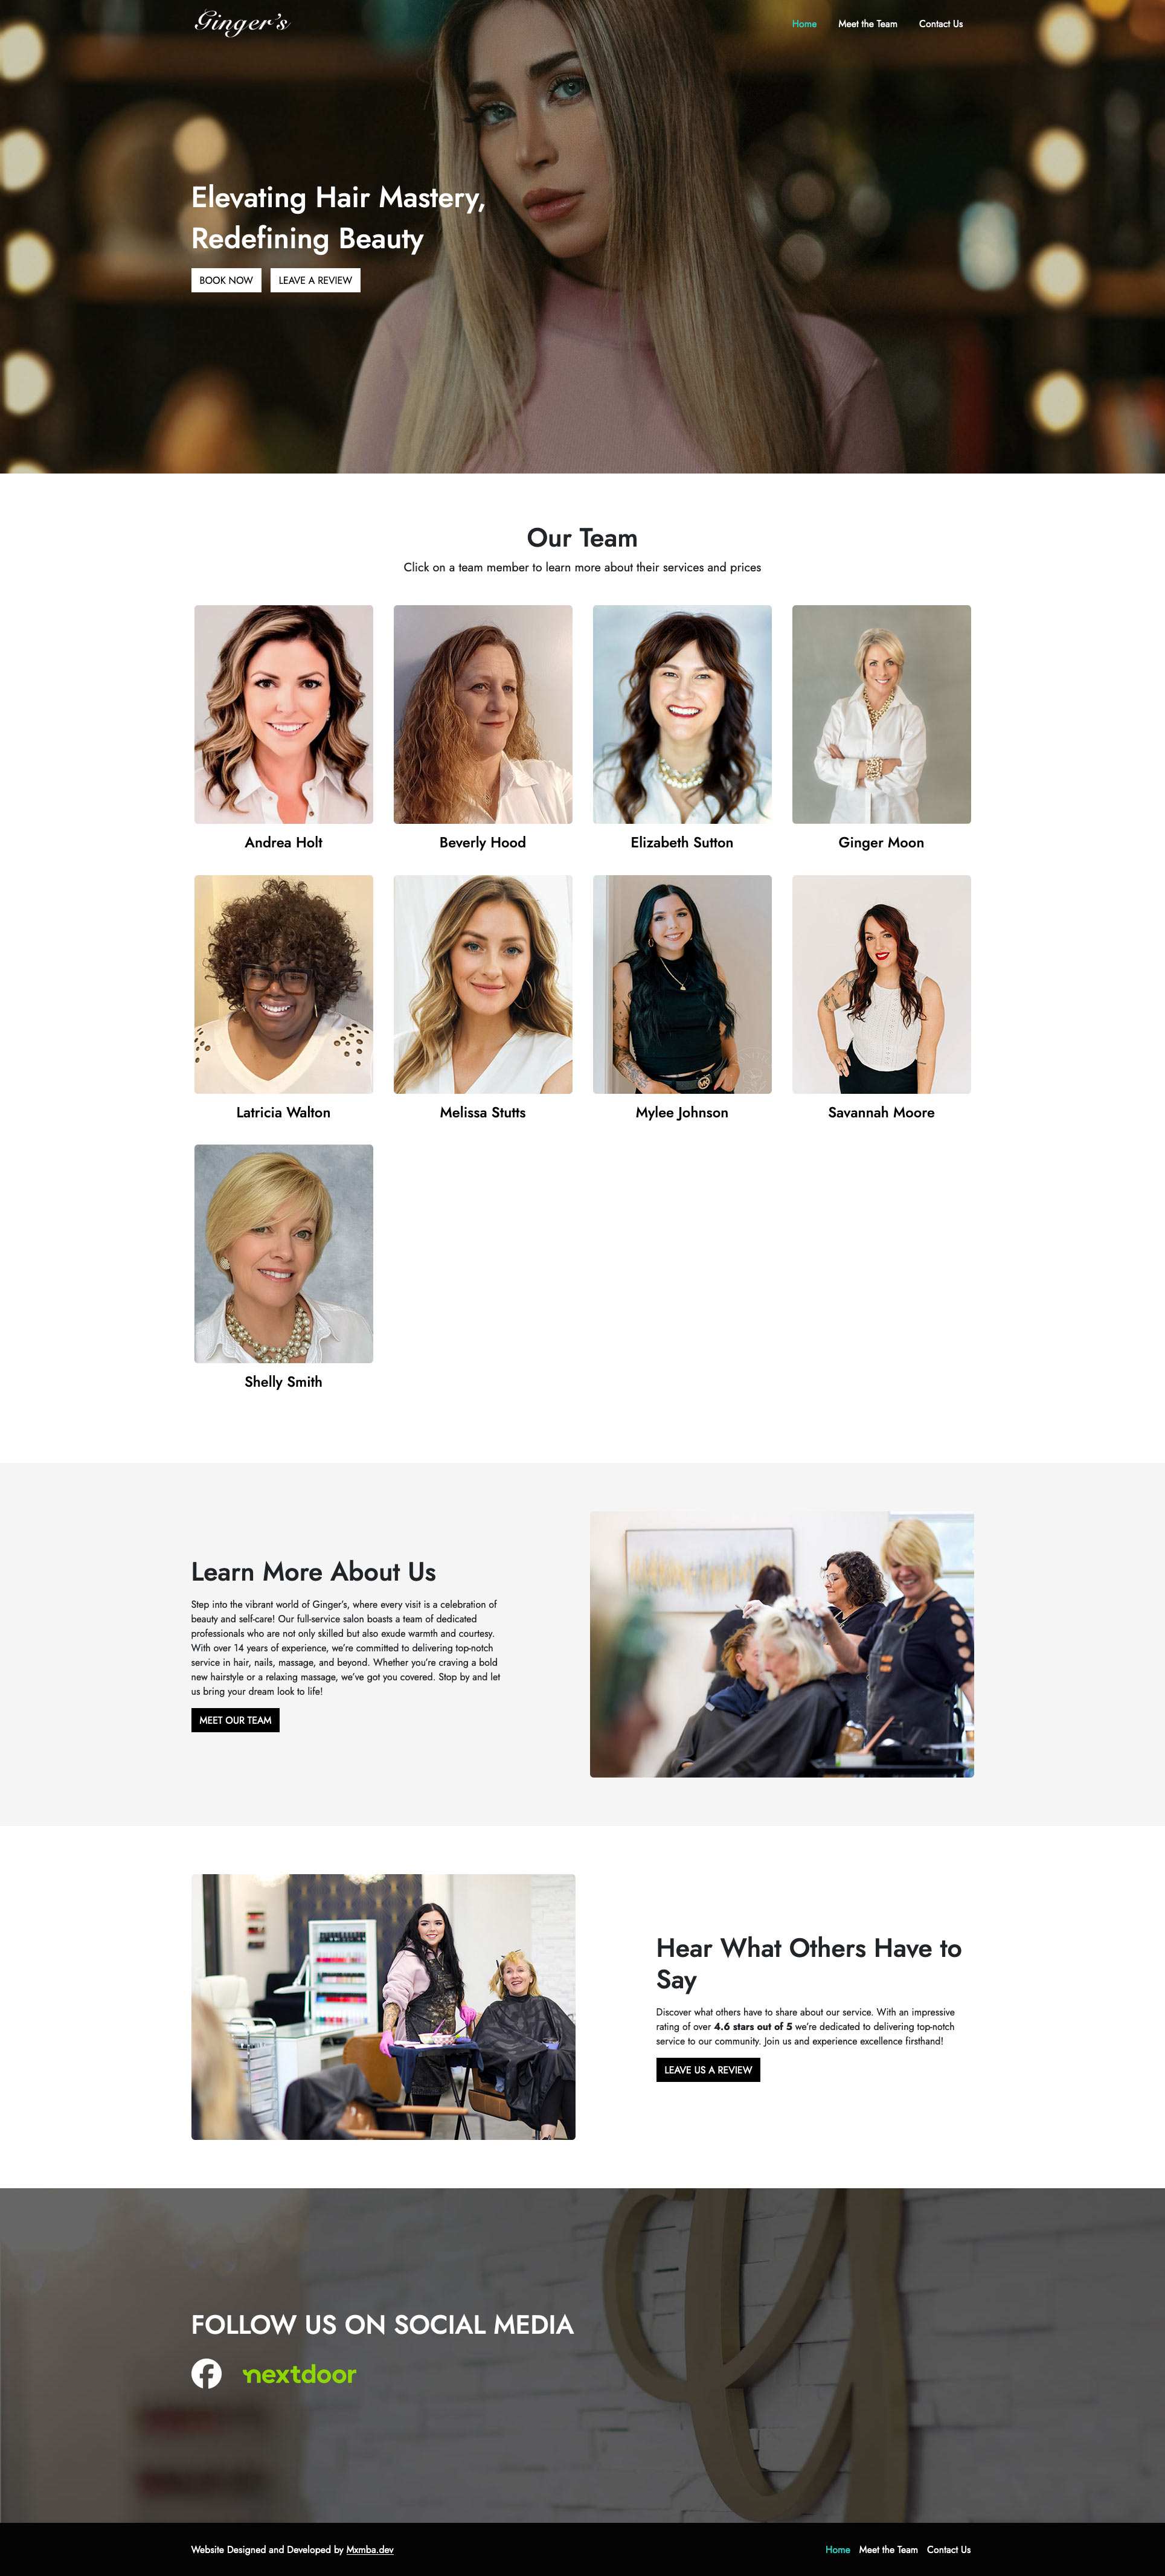 Ginger's
Home Meet the Team Contact Us
Elevating Hair Mastery,
Redefining Beauty
BOOK NOW LEAVE A REVIEW
Our Team
Click on a team member to learn more about their services and prices
Andrea Holt
Beverly Hood
Elizabeth Sutton
Ginger Moon
Latricia Walton
Melissa Stutts
Mylee Johnson
Savannah Moore
Shelly Smith
Learn More About Us
Step into the vibrant world of Ginger's, where every visit is a celebration of
beauty and self-care! Our full-service salon boasts a team of dedicated
professionals who are not only skilled but also exude warmth and courtesy.
With over 14 years of experience, we're committed to delivering top-notch
service in hair, nails, massage, and beyond. Whether you're craving a bold
new hairstyle or a relaxing massage, we've got you covered. Stop by and let
us bring your dream look to life!
MEET OUR TEAM
Hear What Others Have to
Say
Discover what others have to share about our service. With an impressive
rating of over 4.6 stars out of 5 we're dedicated to delivering top-notch
service to our community. Join us and experience excellence firsthand!
LEAVE US A REVIEW
FOLLOW US ON SOCIAL MEDIA
nextdoor
Website Designed and Developed by Mxmba.dev
Home Meet the Team Contact Us